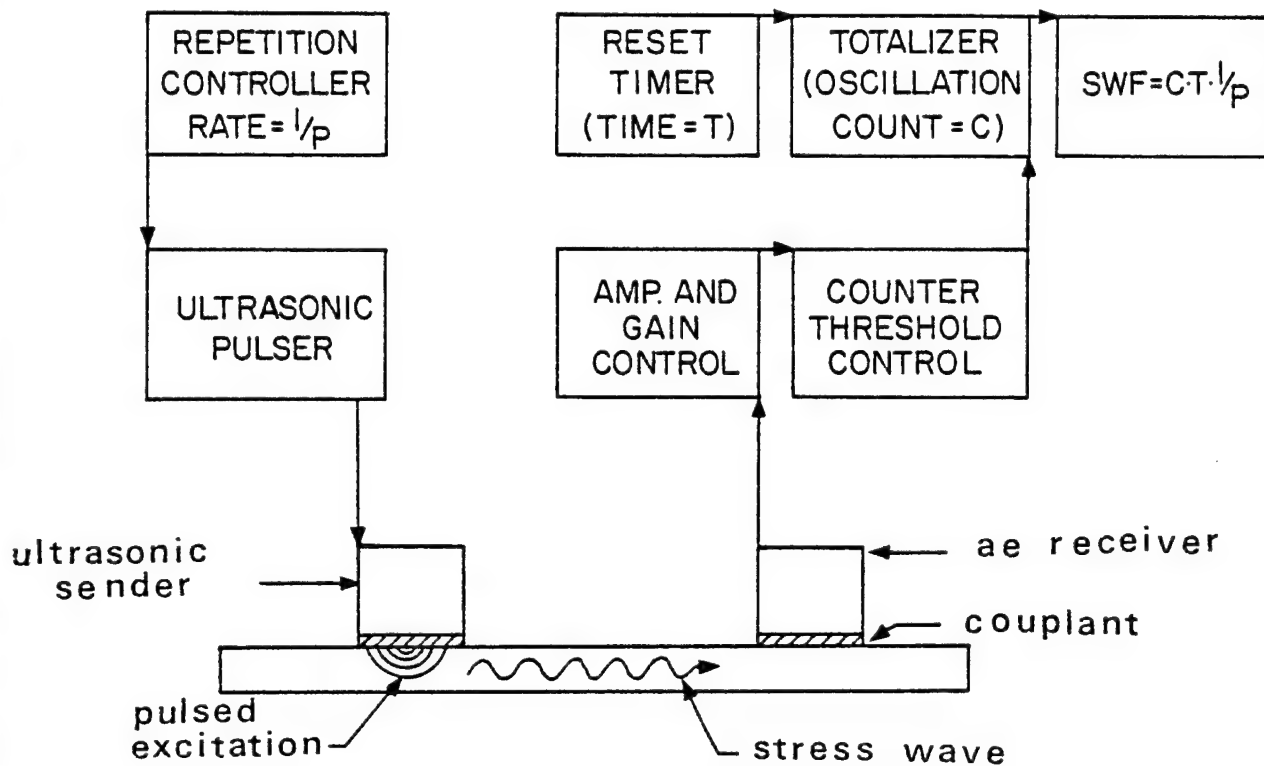 REPETITION
CONTROLLER
RATE=1/P
RESET
TIMER
(TIME=T)
TOTALIZER
(OSCILLATION
COUNT=C)
SWF=C·T·1/P
ULTRASONIC
PULSER
AMP. AND
GAIN
CONTROL
COUNTER
THRESHOLD
CONTROL
ultrasonic
sender
ae receiver
couplant
pulsed
excitation
stress wave